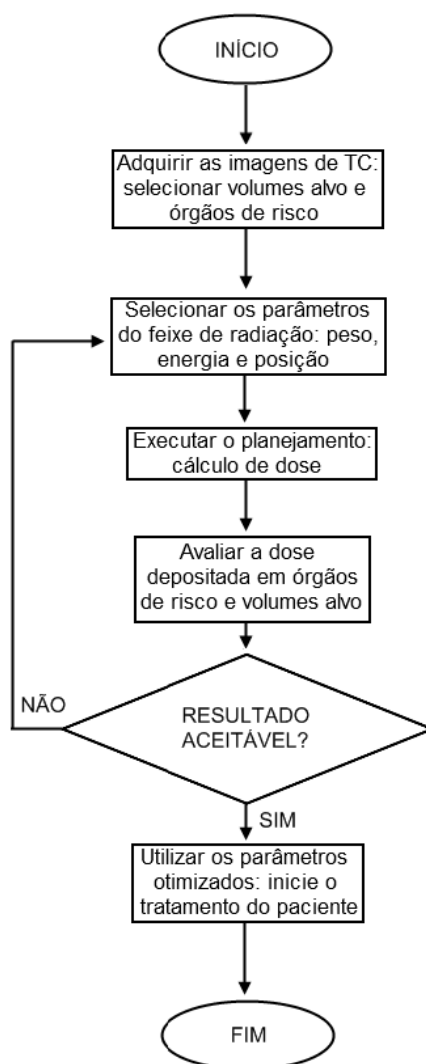 INÍCIO
Adquirir as imagens de TC:
selecionar volumes alvo e
órgãos de risco
Selecionar os parâmetros
do feixe de radiação: peso,
energia e posição
Executar o planejamento:
cálculo de dose
Avaliar a dose
depositada em órgãos
de risco e volumes alvo
NÃO
RESULTADO
ACEITÁVEL?
SIM
Utilizar os parâmetros
otimizados: inicie o
tratamento do paciente
FIM